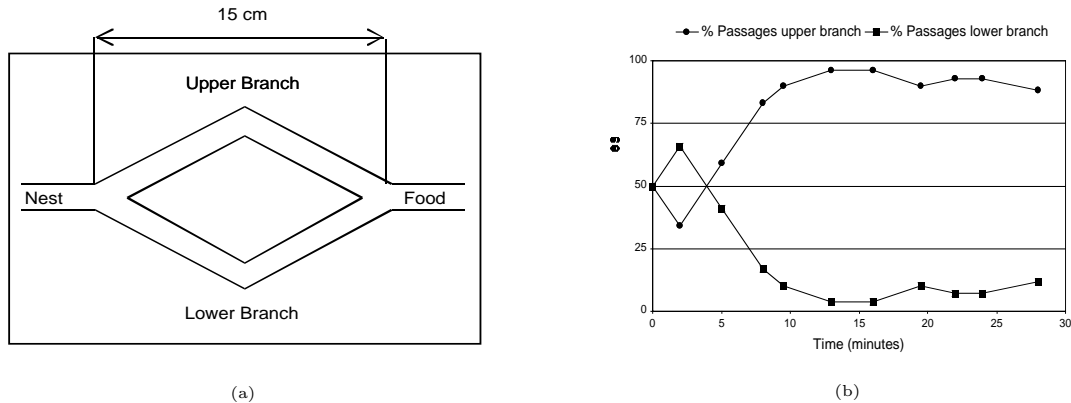 15 cm
Upper Branch
Nest
Food
Lower Branch
(a)
% Passages upper branch
% Passages lower branch
100
75
50
25
0
0 5 10 15 20 25 30
Time (minutes)
(b)